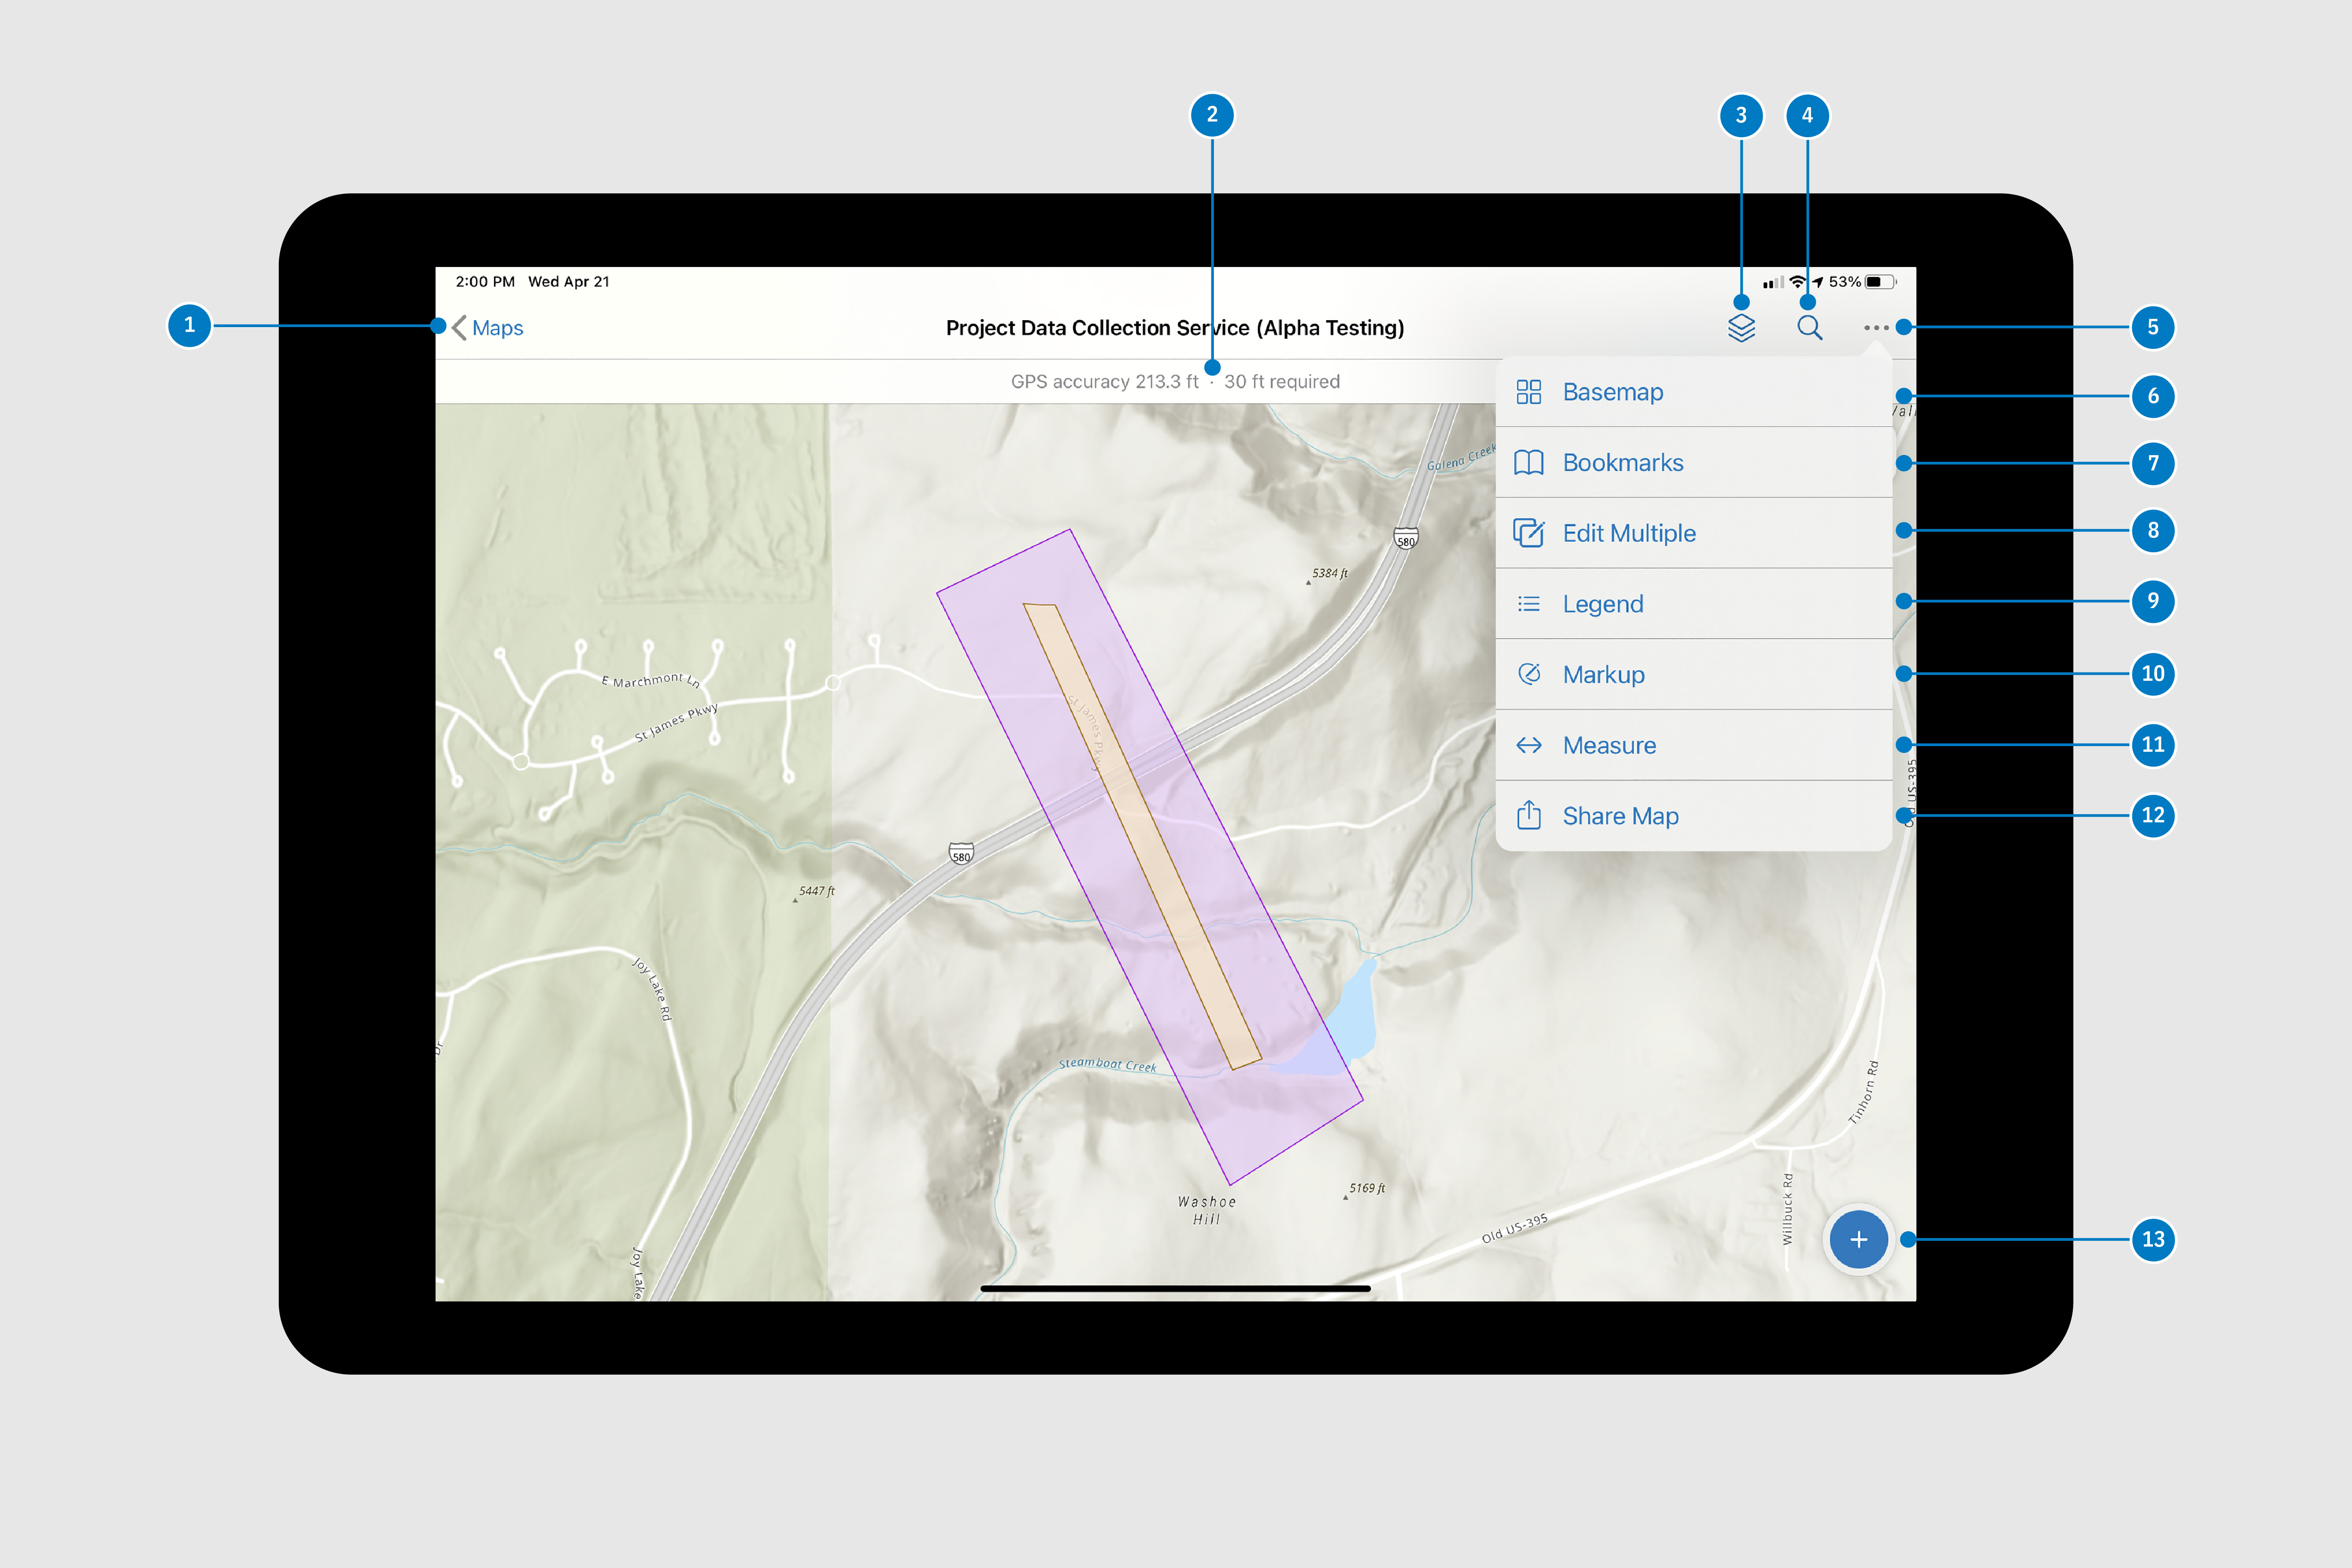 2
3
4
2:00 PM Wed Apr 21
53%
1
Maps
Project Data Collection Service (Alpha Testing)
5
GPS accuracy 213.3 ft · 30 ft required
Basemap
6
Galena Creek
Bookmarks
7
580
Edit Multiple
8
5384 ft
Legend
9
E Marchmont Ln
St James Pkwy
St James Pkwy
Markup
10
Measure
11
Old US-395
Share Map
12
580
5447 ft
Joy Lake Rd
Dr
Steamboat Creek
Tinhorn Rd
5169 ft
Washoe
Hill
Willbuck Rd
Old US-395
Joy Lake
+
13